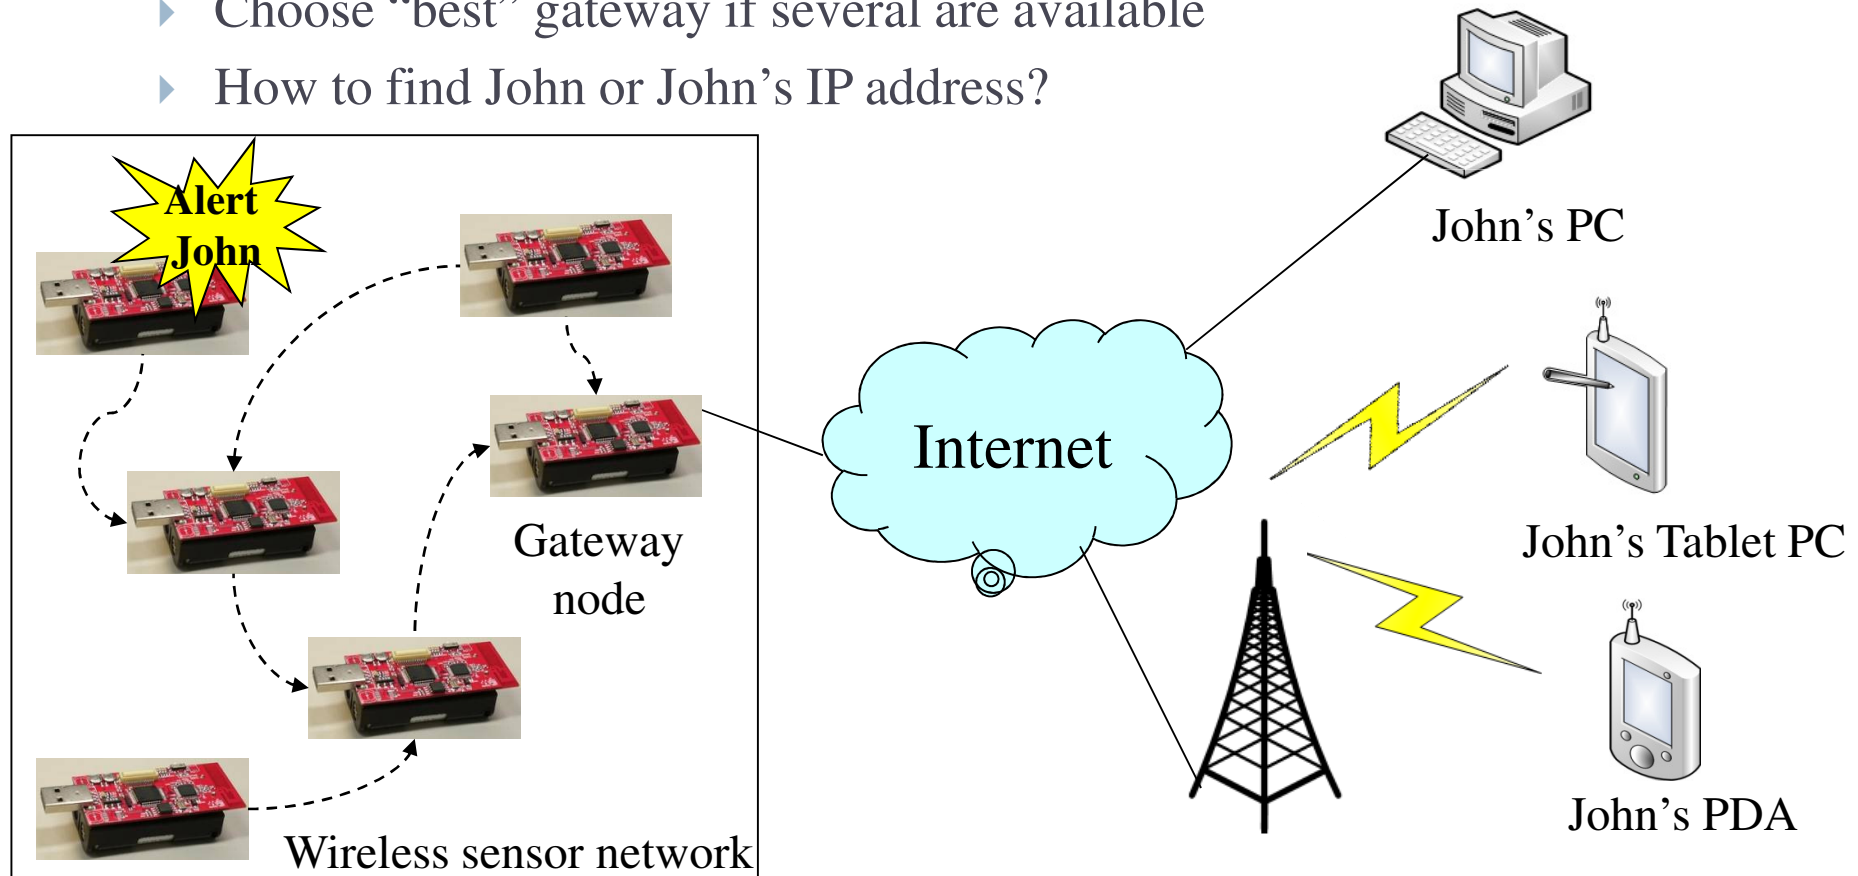 Choose “best” gateway if several are available
How to find John or John’s IP address?
Alert
John
John’s PC
Internet
Gateway
node
John’s Tablet PC
John’s PDA
Wireless sensor network